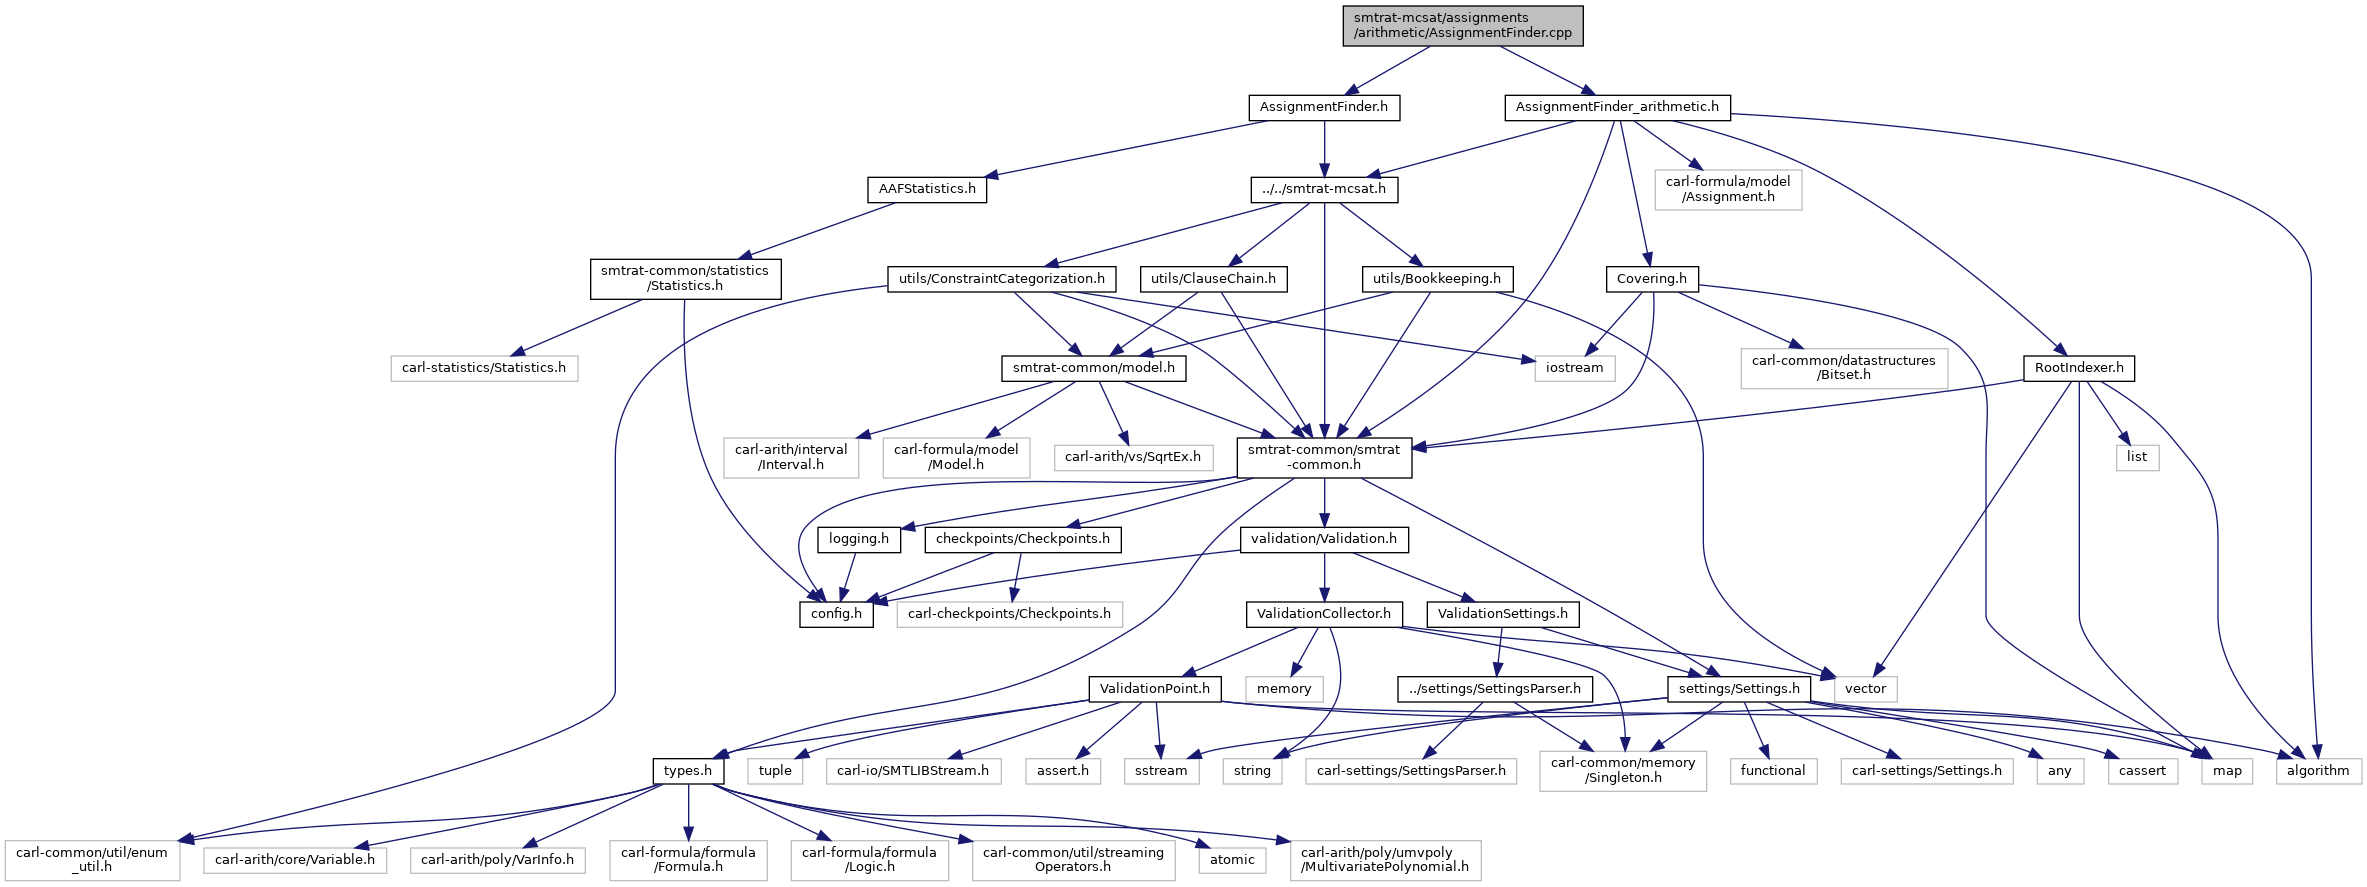 smtrat-mcsat/assignments
/arithmetic/AssignmentFinder.cpp
AssignmentFinder.h
AssignmentFinder_arithmetic.h
AAFStatistics.h
../../smtrat-mcsat.h
carl-formula/model
/Assignment.h
smtrat-common/statistics
/Statistics.h
utils/ConstraintCategorization.h
utils/ClauseChain.h
utils/Bookkeeping.h
Covering.h
carl-statistics/Statistics.h
smtrat-common/model.h
iostream
carl-common/datastructures
/Bitset.h
RootIndexer.h
carl-arith/interval
/Interval.h
carl-formula/model
/Model.h
carl-arith/vs/SqrtEx.h
smtrat-common/smtrat
-common.h
list
logging.h
checkpoints/Checkpoints.h
validation/Validation.h
config.h
carl-checkpoints/Checkpoints.h
ValidationCollector.h
ValidationSettings.h
ValidationPoint.h
memory
../settings/SettingsParser.h
settings/Settings.h
vector
types.h
tuple
carl-io/SMTLIBStream.h
assert.h
sstream
string
carl-settings/SettingsParser.h
carl-common/memory
/Singleton.h
functional
carl-settings/Settings.h
any
cassert
map
algorithm
carl-common/util/enum
_util.h
carl-arith/core/Variable.h
carl-arith/poly/VarInfo.h
carl-formula/formula
/Formula.h
carl-formula/formula
/Logic.h
carl-common/util/streaming
Operators.h
atomic
carl-arith/poly/umvpoly
/MultivariatePolynomial.h